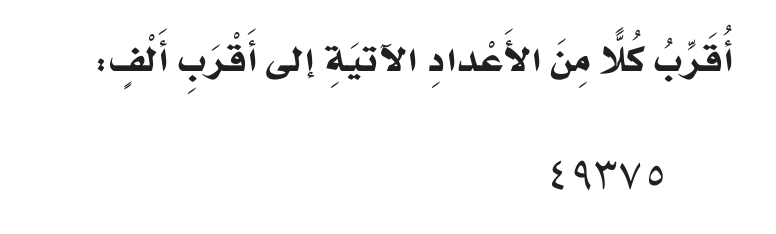 أُقَرِّبُ كُلًّا مِنَ الأَعْدادِ الآتيَةِ إلى أَقْرَبِ أَلْفٍ:
٤٩٣٧٥